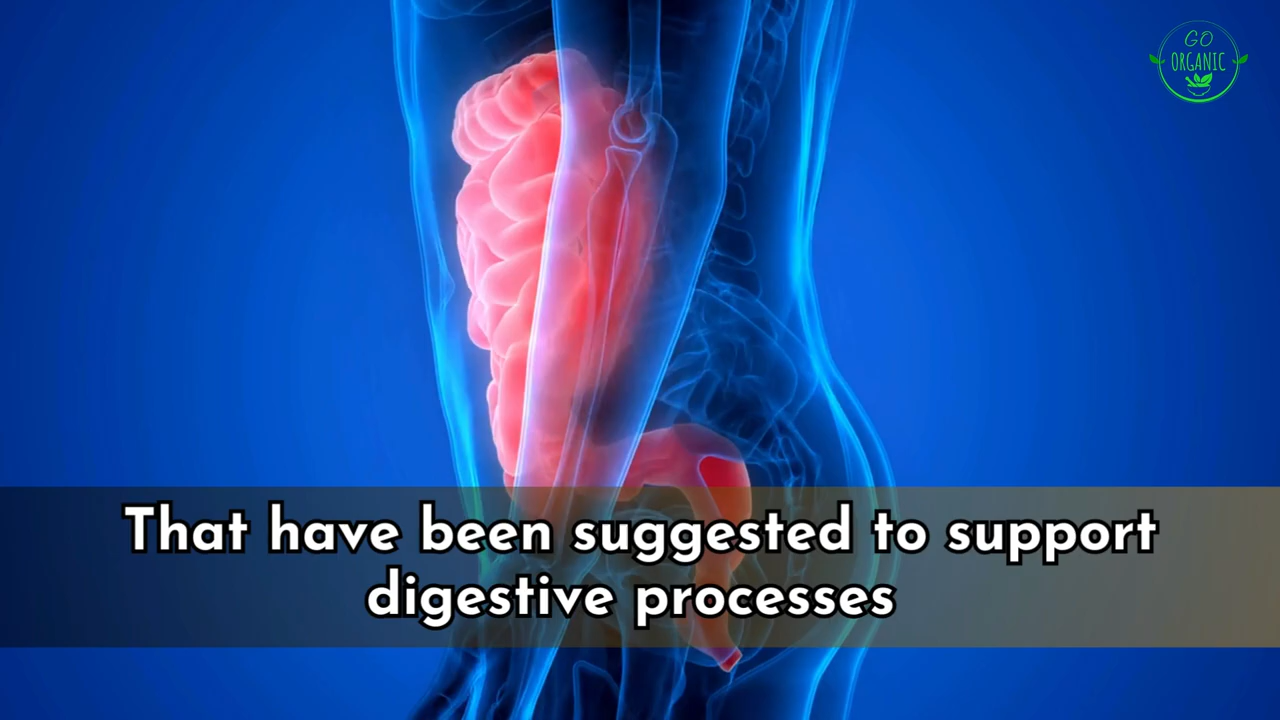 GO
ORGANIC
That have been suggested to support
digestive processes